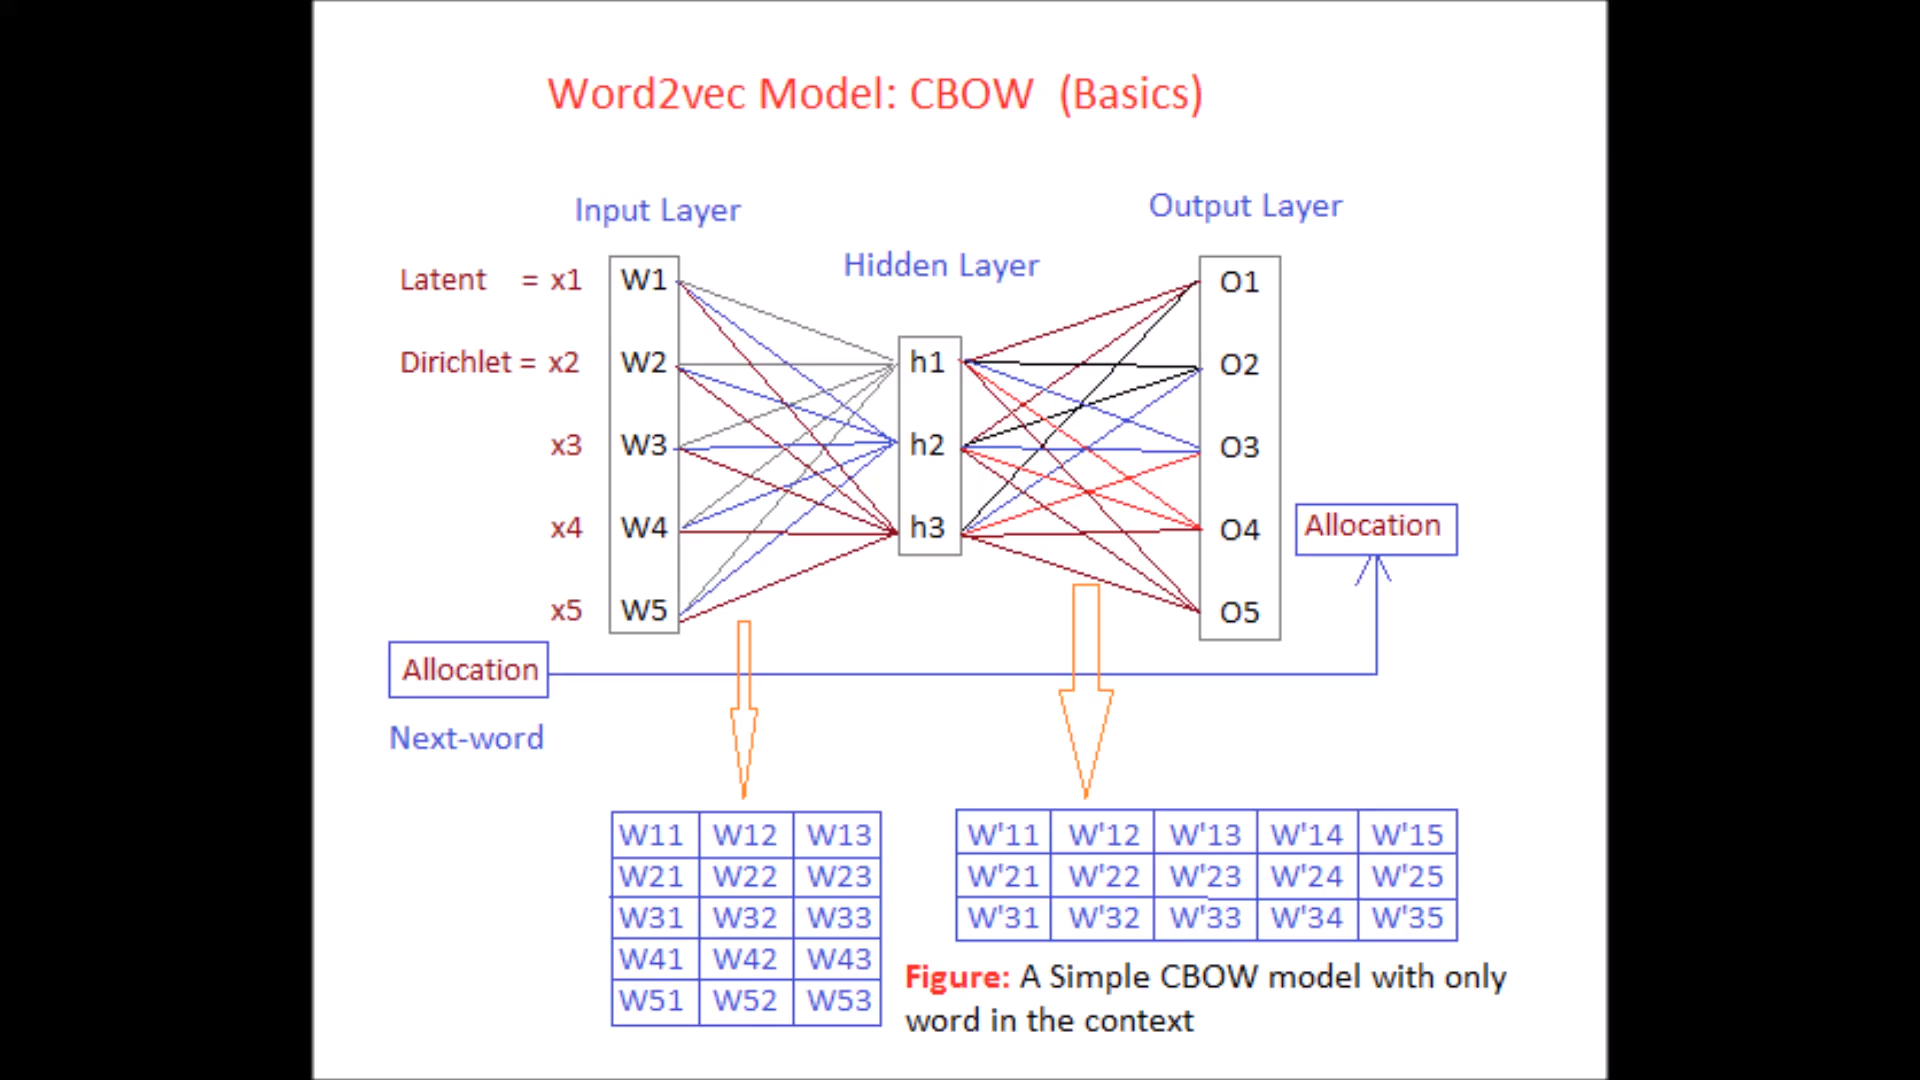 Word2vec Model: CBOW (Basics)
Input Layer
Output Layer
Hidden Layer
Latent = x1
W1
O1
Dirichlet = x2
W2
h1
O2
x3
W3
h2
O3
x4
W4
h3
O4
Allocation
x5
W5
O5
Allocation
Next-word
W11 W12 W13
W21 W22 W23
W31 W32 W33
W41 W42 W43
W51 W52 W53
W'11 W'12 W'13 W'14 W'15
W'21 W'22 W'23 W'24 W'25
W'31 W'32 W'33 W'34 W'35
Figure: A Simple CBOW model with only
word in the context